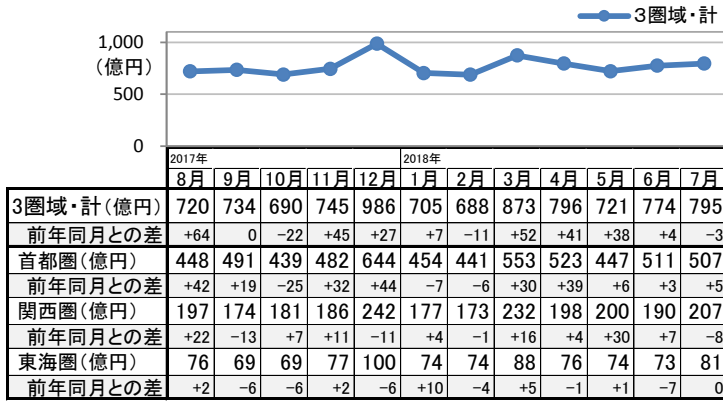 3圏域・計
1,000
(億円)
500
0
2017年 2018年
8月 9月 10月 11月 12月 1月 2月 3月 4月 5月 6月 7月
3圏域・計(億円) 720 734 690 745 986 705 688 873 796 721 774 795
前年同月との差 +64 0 -22 +45 +27 +7 -11 +52 +41 +38 +4 -3
首都圏(億円) 448 491 439 482 644 454 441 553 523 447 511 507
前年同月との差 +42 +19 -25 +32 +44 -7 -6 +30 +39 +6 +3 +5
関西圏(億円) 197 174 181 186 242 177 173 232 198 200 190 207
前年同月との差 +22 -13 +7 +11 -11 +4 -1 +16 +4 +30 +7 -8
東海圏(億円) 76 69 69 77 100 74 74 88 76 74 73 81
前年同月との差 +2 -6 -6 +2 -6 +10 -4 +5 -1 +1 -7 0